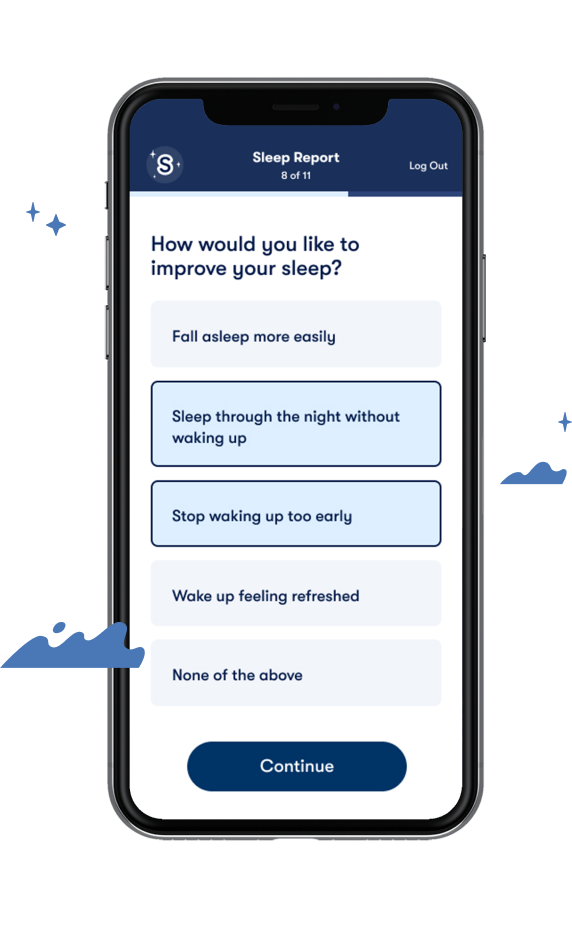 S
Sleep Report
8 of 11
Log Out
How would you like to
improve your sleep?
Fall asleep more easily
Sleep through the night without
waking up
Stop waking up too early
Wake up feeling refreshed
None of the above
Continue